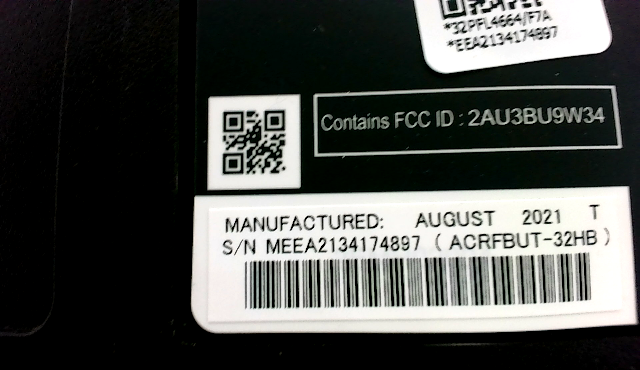 *32PFL4664/F7A
*EEA2134174897
Contains FCC ID : 2AU3BU9W34
MANUFACTURED: AUGUST 2021 T
S/N MEEA2134174897 ( ACRFBUT-32HB )